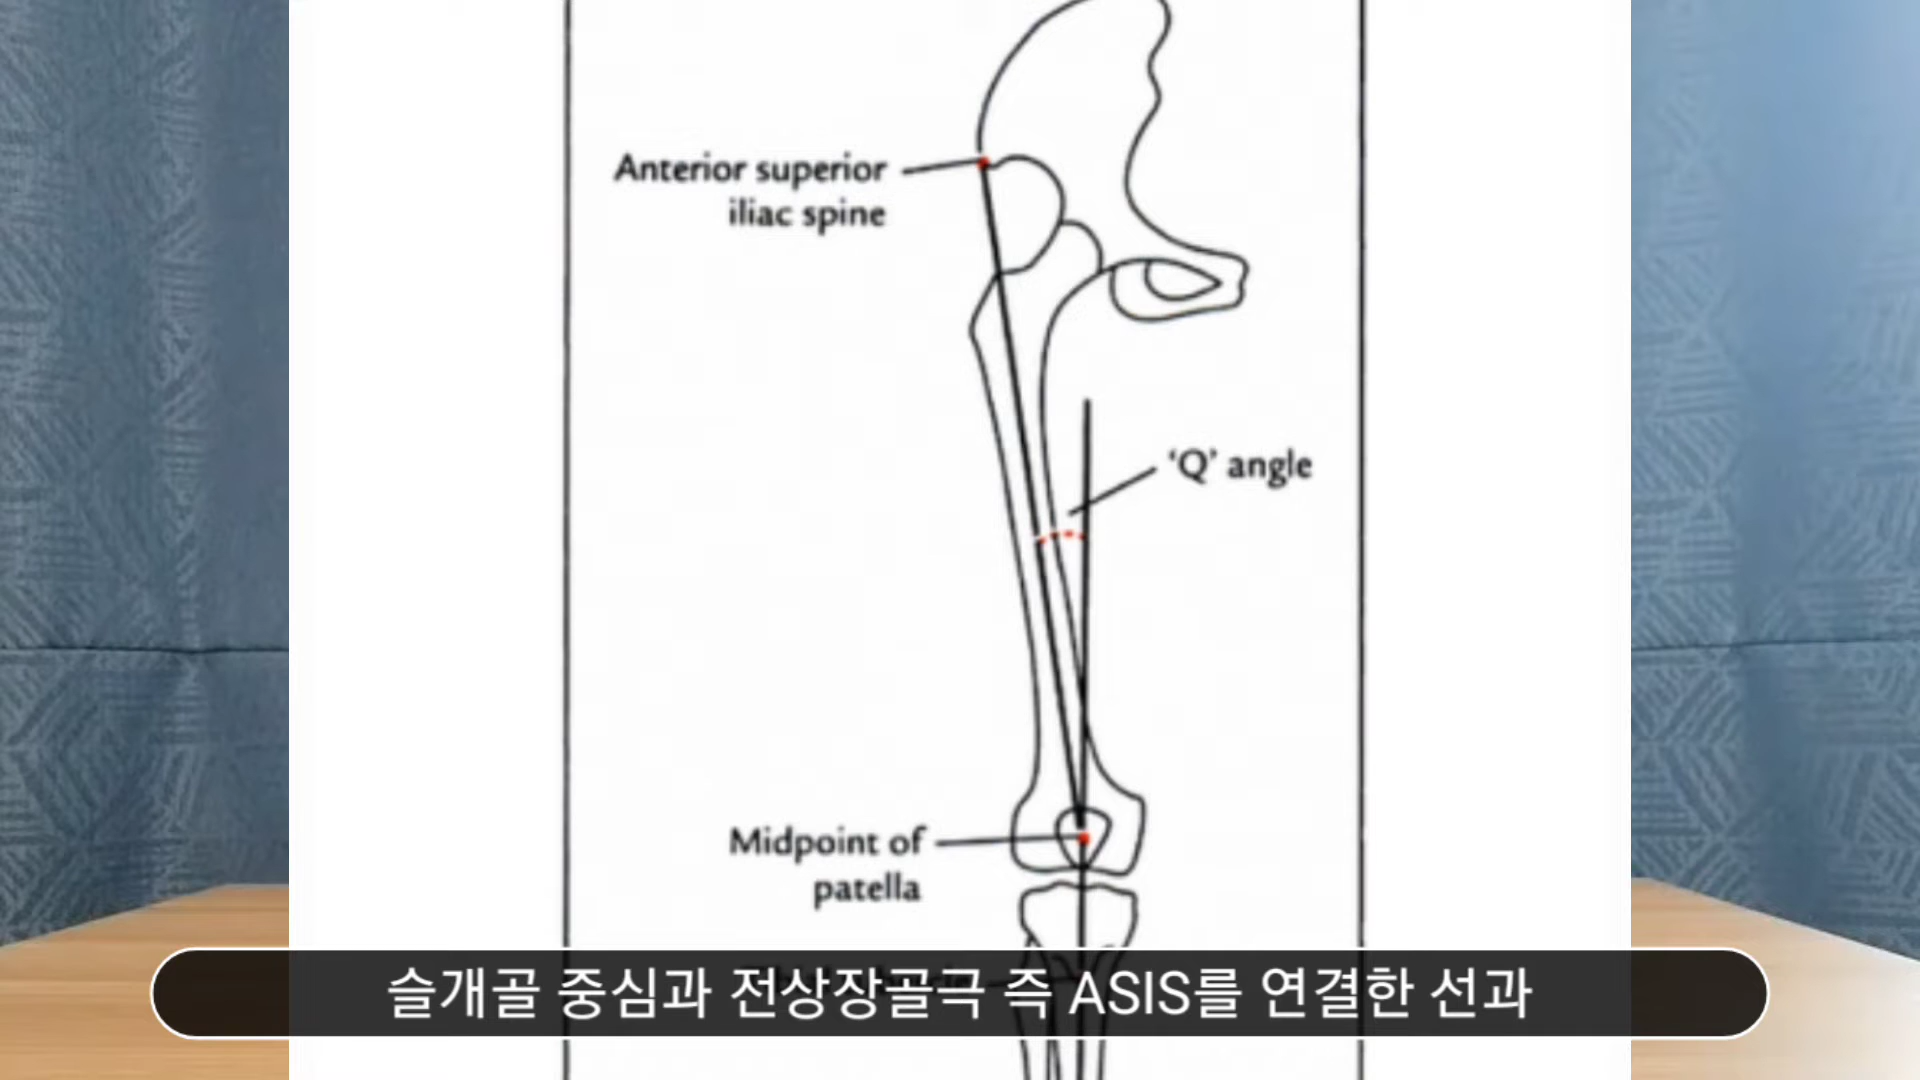 Anterior superior
iliac spine
‘Q’ angle
Midpoint of
patella
슬개골 중심과 전상장골극 즉 ASIS를 연결한 선과